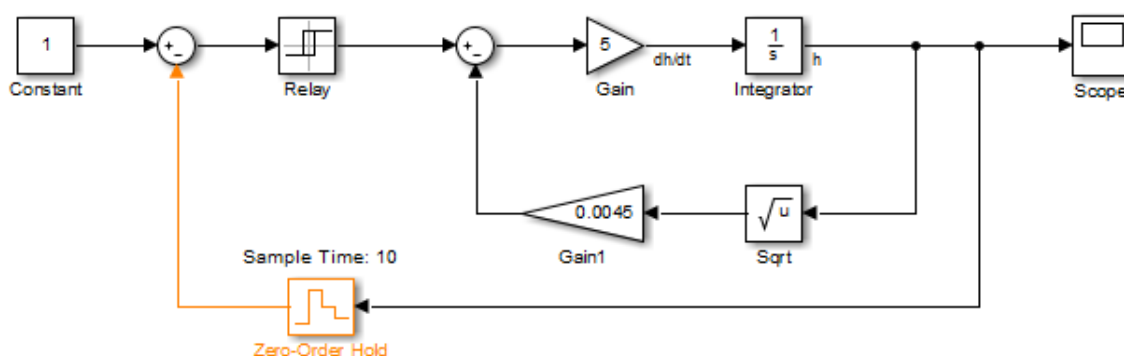 1
Constant
+
−
Relay
+
−
5
Gain
dh/dt
1
s
Integrator
h
Scope
0.0045
Gain1
√u
Sqrt
Sample Time: 10
Zero-Order Hold